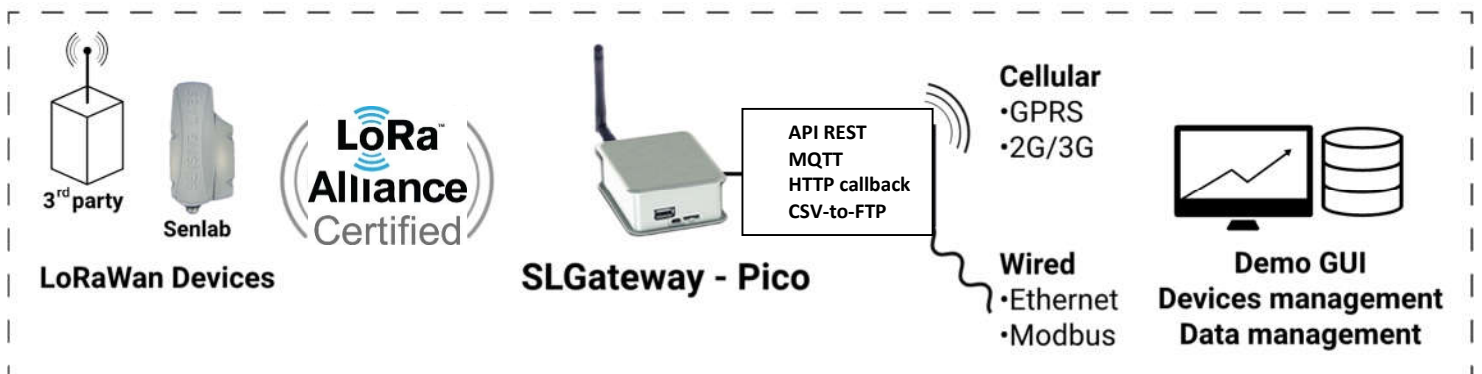 3rd party
Senlab
LoRaWan Devices
LoRa™
Alliance
Certified
SLGateway - Pico
API REST
MQTT
HTTP callback
CSV-to-FTP
Cellular
•GPRS
•2G/3G
Wired
•Ethernet
•Modbus
Demo GUI
Devices management
Data management